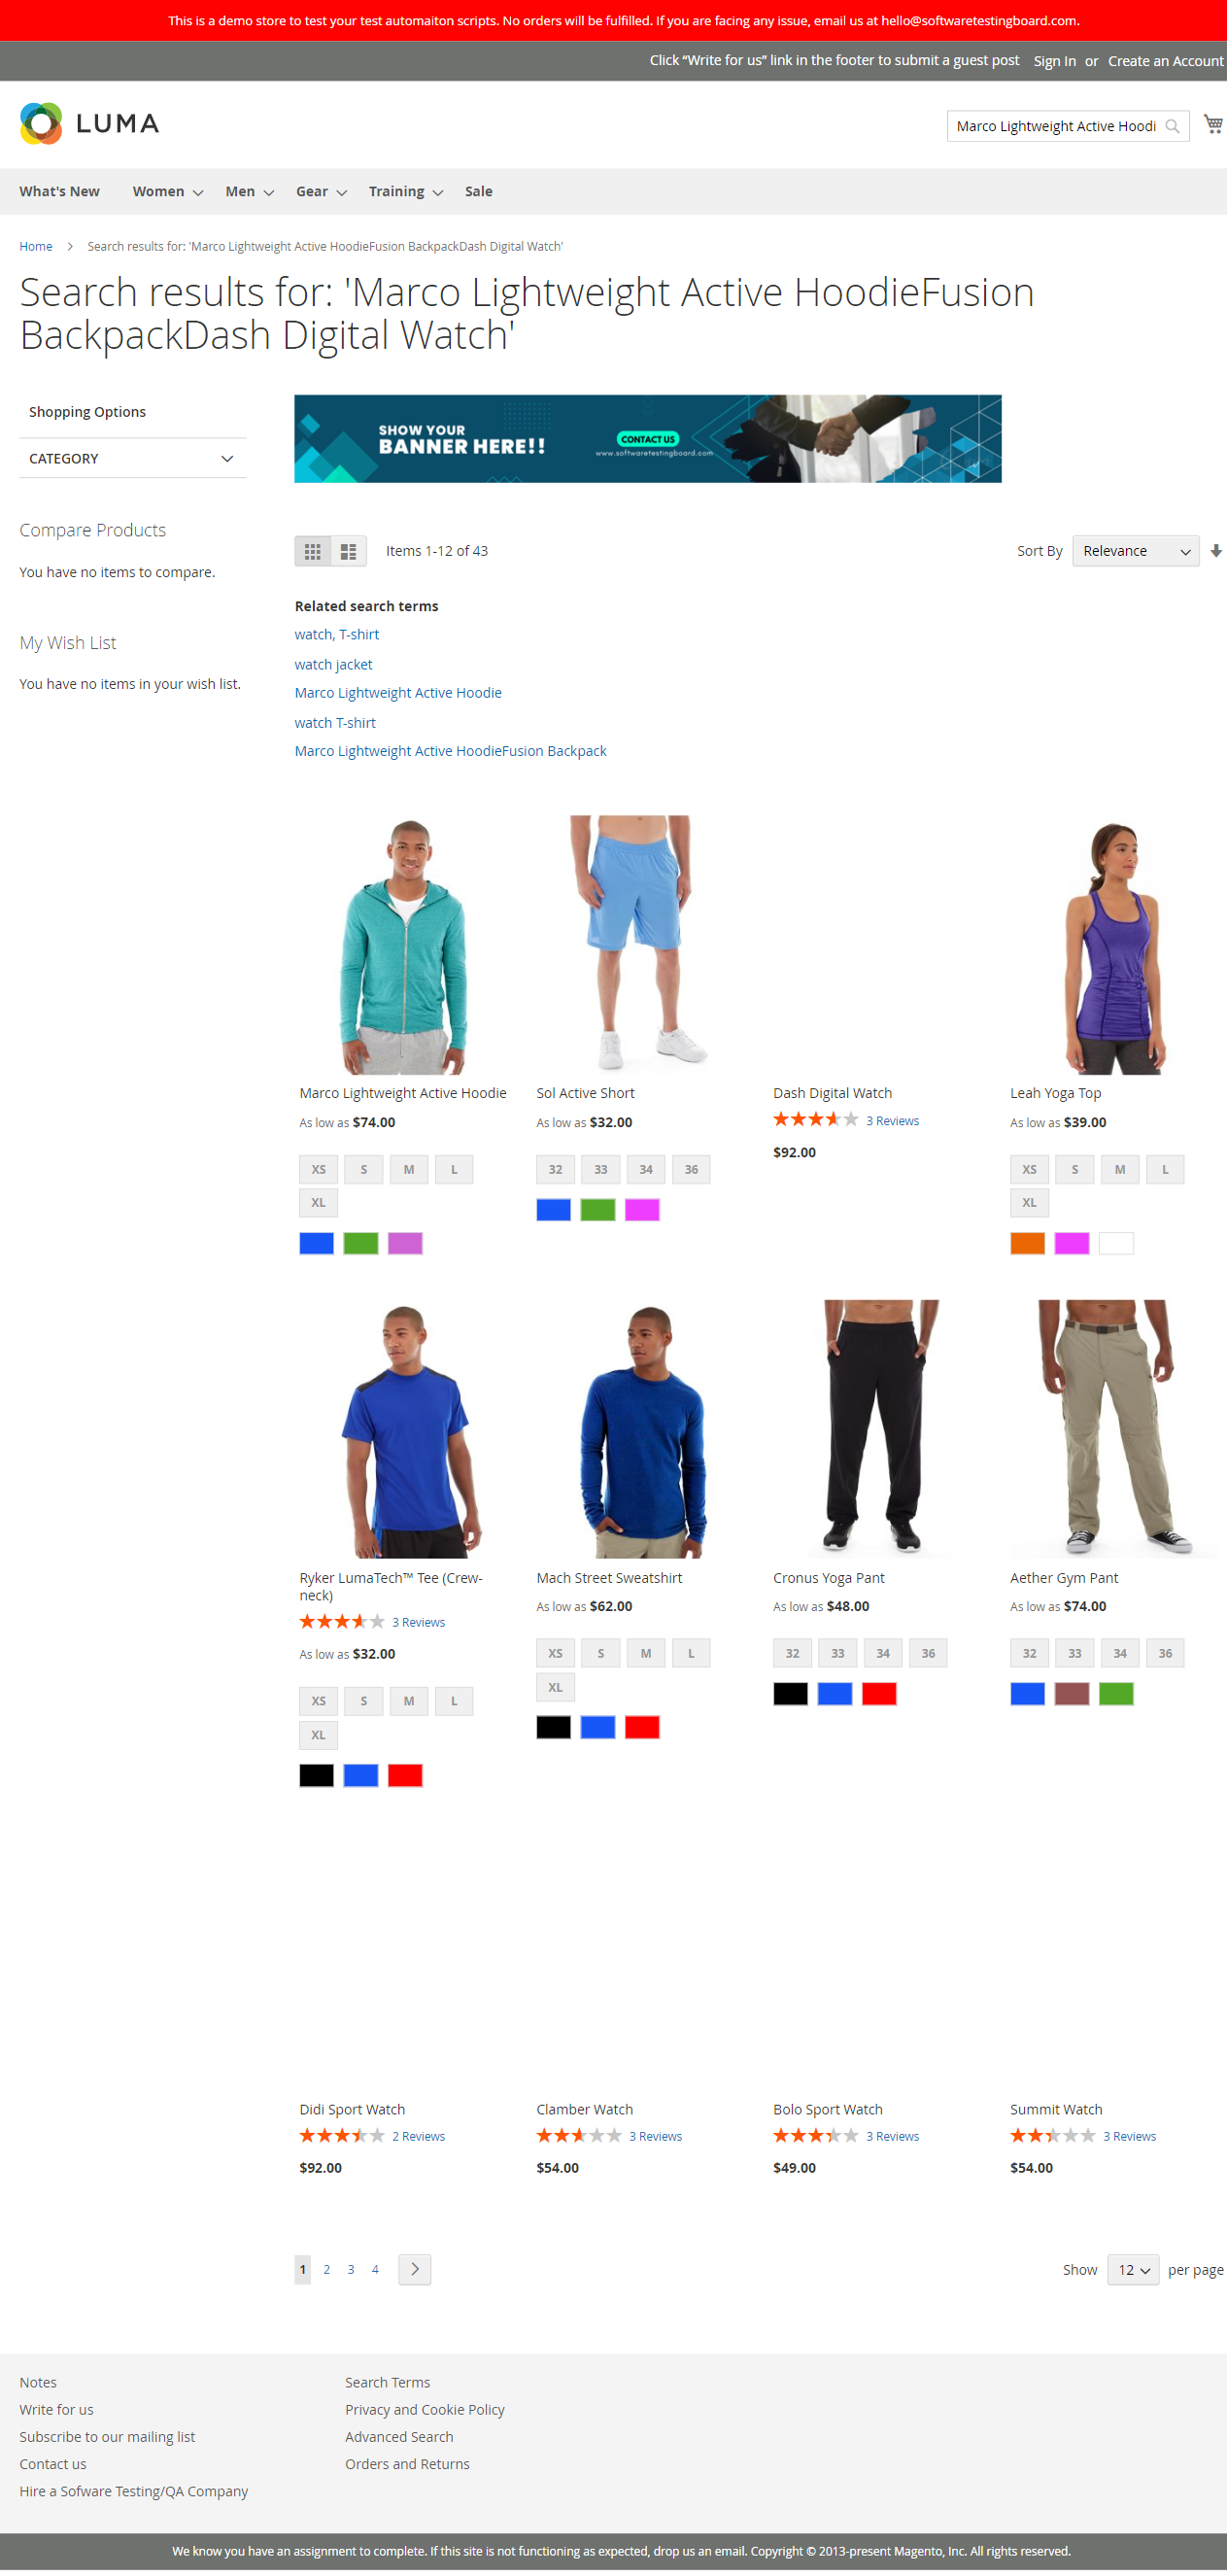 This is a demo store to test your test automaiton scripts. No orders will be fulfilled. If you are facing any issue, email us at hello@softwaretestingboard.com.
Click “Write for us” link in the footer to submit a guest post Sign In or Create an Account
LUMA
Marco Lightweight Active Hoodi
What's New Women Men Gear Training Sale
Home > Search results for: 'Marco Lightweight Active HoodieFusion BackpackDash Digital Watch'
Search results for: 'Marco Lightweight Active HoodieFusion
BackpackDash Digital Watch'
Shopping Options
CATEGORY
Compare Products
You have no items to compare.
My Wish List
You have no items in your wish list.
SHOW YOUR
BANNER HERE!!
CONTACT US
www.softwaretestingboard.com
Items 1-12 of 43
Sort By Relevance
Related search terms
watch, T-shirt
watch jacket
Marco Lightweight Active Hoodie
watch T-shirt
Marco Lightweight Active HoodieFusion Backpack
Marco Lightweight Active Hoodie
As low as $74.00
XS S M L
XL
Sol Active Short
As low as $32.00
32 33 34 36
Dash Digital Watch
3 Reviews
$92.00
Leah Yoga Top
As low as $39.00
XS S M L
XL
Ryker LumaTech™ Tee (Crew-
neck)
3 Reviews
As low as $32.00
XS S M L
XL
Mach Street Sweatshirt
As low as $62.00
XS S M L
XL
Cronus Yoga Pant
As low as $48.00
32 33 34 36
Aether Gym Pant
As low as $74.00
32 33 34 36
Didi Sport Watch
2 Reviews
$92.00
Clamber Watch
3 Reviews
$54.00
Bolo Sport Watch
3 Reviews
$49.00
Summit Watch
3 Reviews
$54.00
1 2 3 4
Show 12 per page
Notes
Write for us
Subscribe to our mailing list
Contact us
Hire a Sofware Testing/QA Company
Search Terms
Privacy and Cookie Policy
Advanced Search
Orders and Returns
We know you have an assignment to complete. If this site is not functioning as expected, drop us an email. Copyright © 2013-present Magento, Inc. All rights reserved.